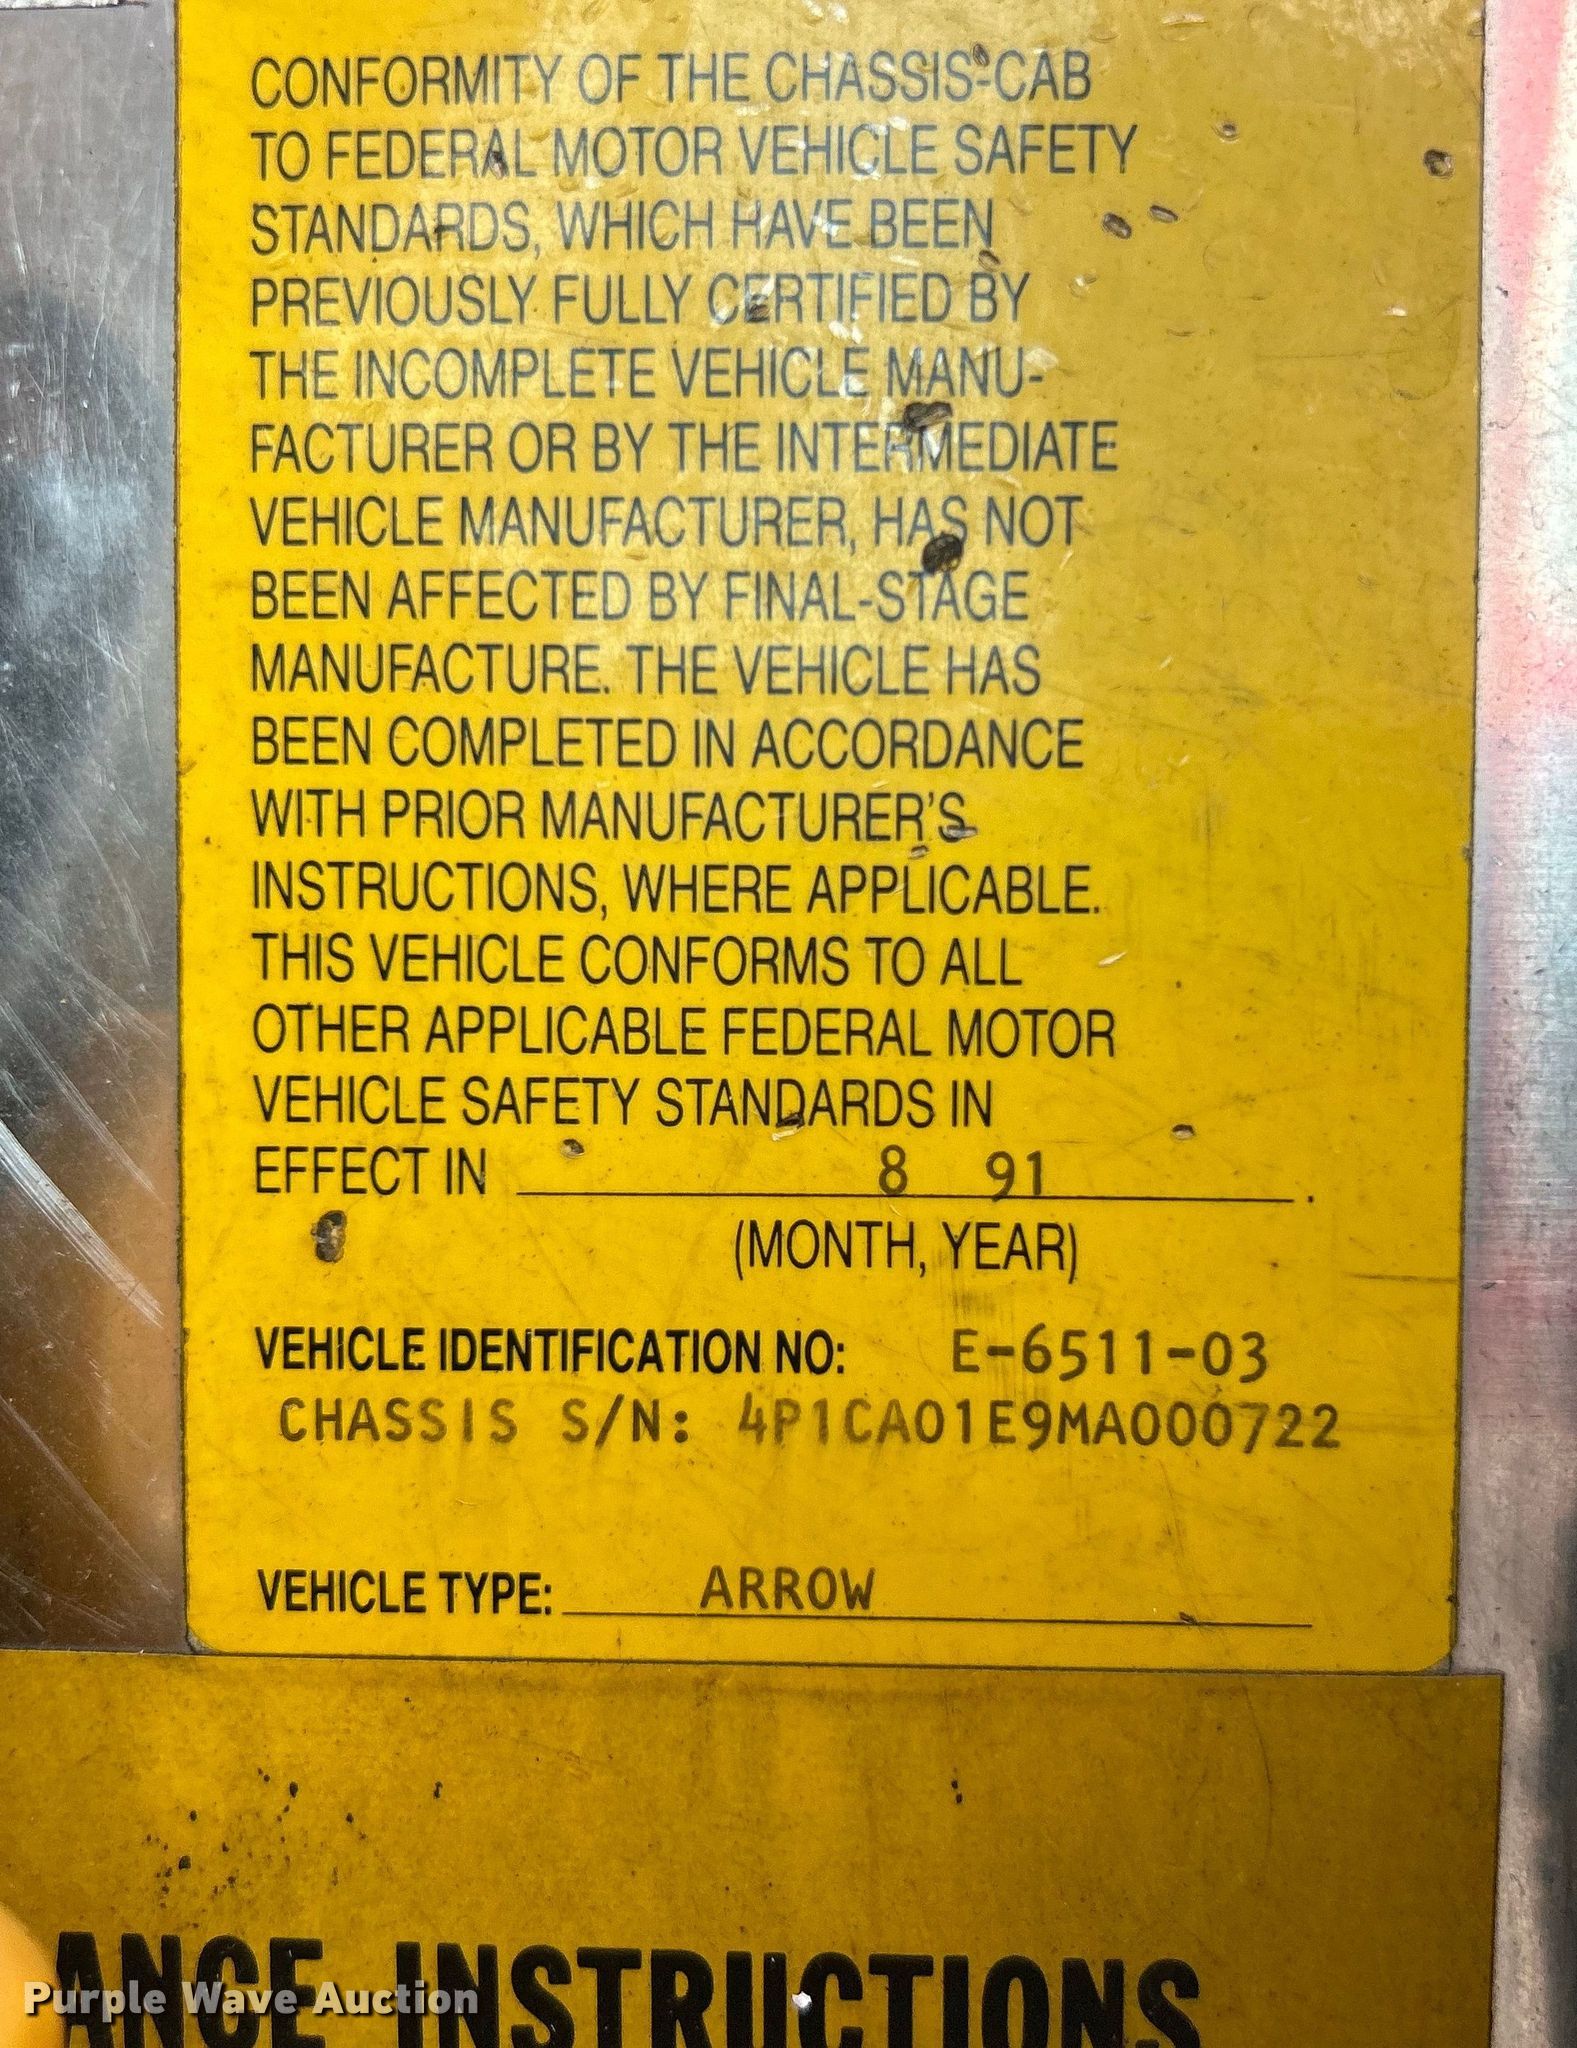 CONFORMITY OF THE CHASSIS-CAB
TO FEDERAL MOTOR VEHICLE SAFETY
STANDARDS, WHICH HAVE BEEN
PREVIOUSLY FULLY CERTIFIED BY
THE INCOMPLETE VEHICLE MANU-
FACTURER OR BY THE INTERMEDIATE
VEHICLE MANUFACTURER, HAS NOT
BEEN AFFECTED BY FINAL-STAGE
MANUFACTURE. THE VEHICLE HAS
BEEN COMPLETED IN ACCORDANCE
WITH PRIOR MANUFACTURER'S
INSTRUCTIONS, WHERE APPLICABLE.
THIS VEHICLE CONFORMS TO ALL
OTHER APPLICABLE FEDERAL MOTOR
VEHICLE SAFETY STANDARDS IN
EFFECT IN 8 91.
(MONTH, YEAR)
VEHICLE IDENTIFICATION NO: E-6511-03
CHASSIS S/N: 4P1CA01E9MA000722
VEHICLE TYPE: ARROW
ANCE INSTRUCTIONS
Purple Wave Auction